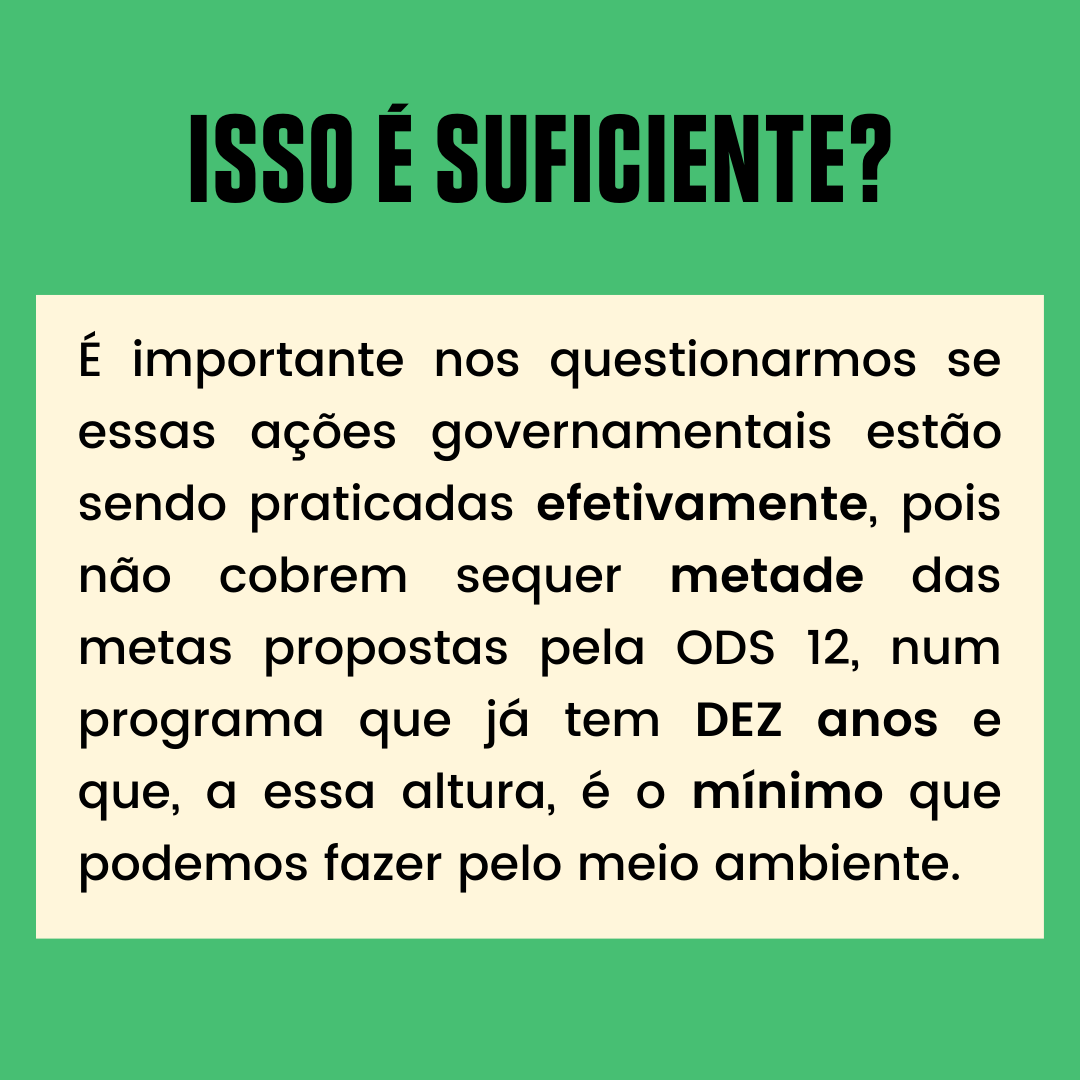 ISSO É SUFICIENTE?
É importante nos questionarmos se
essas ações governamentais estão
sendo praticadas efetivamente, pois
não cobrem sequer metade das
metas propostas pela ODS 12, num
programa que já tem DEZ anos e
que, a essa altura, é o mínimo que
podemos fazer pelo meio ambiente.